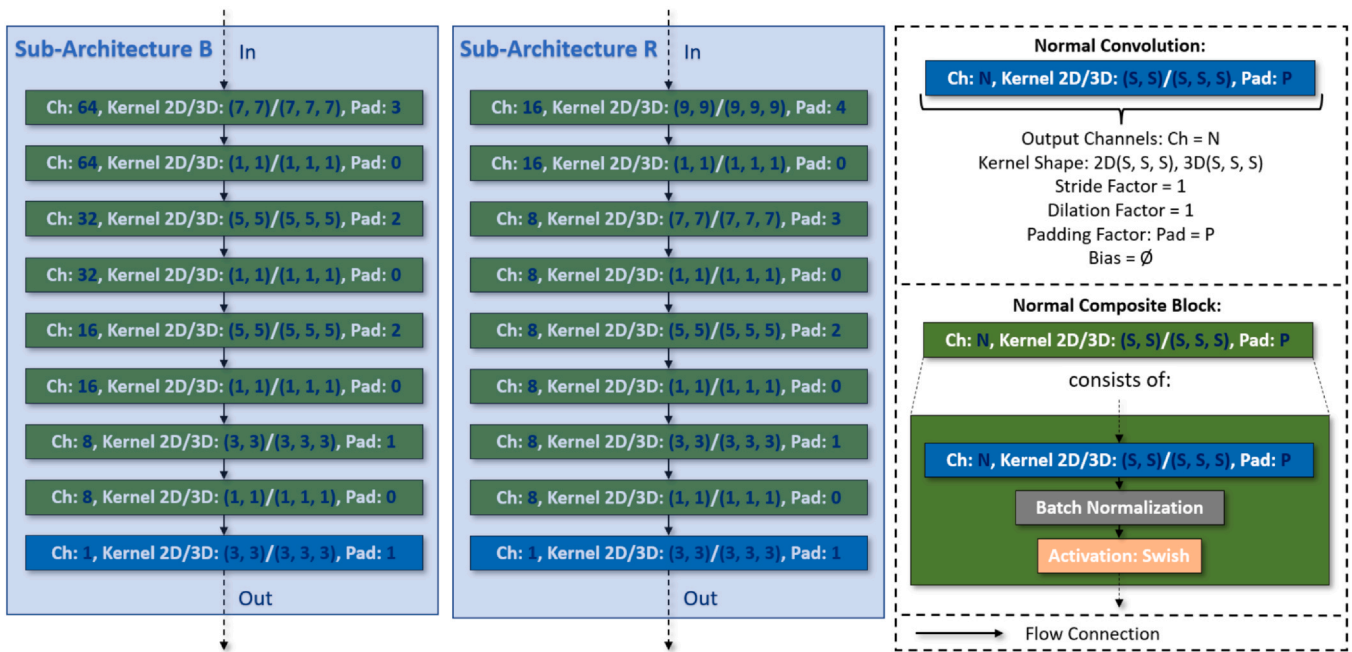 Sub-Architecture B
In
Ch: 64, Kernel 2D/3D: (7, 7)/(7, 7, 7), Pad: 3
Ch: 64, Kernel 2D/3D: (1, 1)/(1, 1, 1), Pad: 0
Ch: 32, Kernel 2D/3D: (5, 5)/(5, 5, 5), Pad: 2
Ch: 32, Kernel 2D/3D: (1, 1)/(1, 1, 1), Pad: 0
Ch: 16, Kernel 2D/3D: (5, 5)/(5, 5, 5), Pad: 2
Ch: 16, Kernel 2D/3D: (1, 1)/(1, 1, 1), Pad: 0
Ch: 8, Kernel 2D/3D: (3, 3)/(3, 3, 3), Pad: 1
Ch: 8, Kernel 2D/3D: (1, 1)/(1, 1, 1), Pad: 0
Ch: 1, Kernel 2D/3D: (3, 3)/(3, 3, 3), Pad: 1
Out
Sub-Architecture R
In
Ch: 16, Kernel 2D/3D: (9, 9)/(9, 9, 9), Pad: 4
Ch: 16, Kernel 2D/3D: (1, 1)/(1, 1, 1), Pad: 0
Ch: 8, Kernel 2D/3D: (7, 7)/(7, 7, 7), Pad: 3
Ch: 8, Kernel 2D/3D: (1, 1)/(1, 1, 1), Pad: 0
Ch: 8, Kernel 2D/3D: (5, 5)/(5, 5, 5), Pad: 2
Ch: 8, Kernel 2D/3D: (1, 1)/(1, 1, 1), Pad: 0
Ch: 8, Kernel 2D/3D: (3, 3)/(3, 3, 3), Pad: 1
Ch: 8, Kernel 2D/3D: (1, 1)/(1, 1, 1), Pad: 0
Ch: 1, Kernel 2D/3D: (3, 3)/(3, 3, 3), Pad: 1
Out
Normal Convolution:
Ch: N, Kernel 2D/3D: (S, S)/(S, S, S), Pad: P
Output Channels: Ch = N
Kernel Shape: 2D(S, S, S), 3D(S, S, S)
Stride Factor = 1
Dilation Factor = 1
Padding Factor: Pad = P
Bias = Ø
Normal Composite Block:
Ch: N, Kernel 2D/3D: (S, S)/(S, S, S), Pad: P
consists of:
Ch: N, Kernel 2D/3D: (S, S)/(S, S, S), Pad: P
Batch Normalization
Activation: Swish
Flow Connection